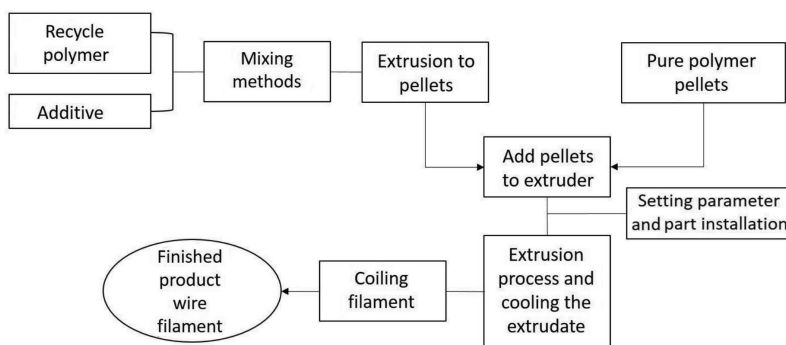 Recycle
polymer
Additive
Mixing
methods
Extrusion to
pellets
Pure polymer
pellets
Add pellets
to extruder
Setting parameter
and part installation
Extrusion
process and
cooling the
extrudate
Coiling
filament
Finished
product
wire
filament